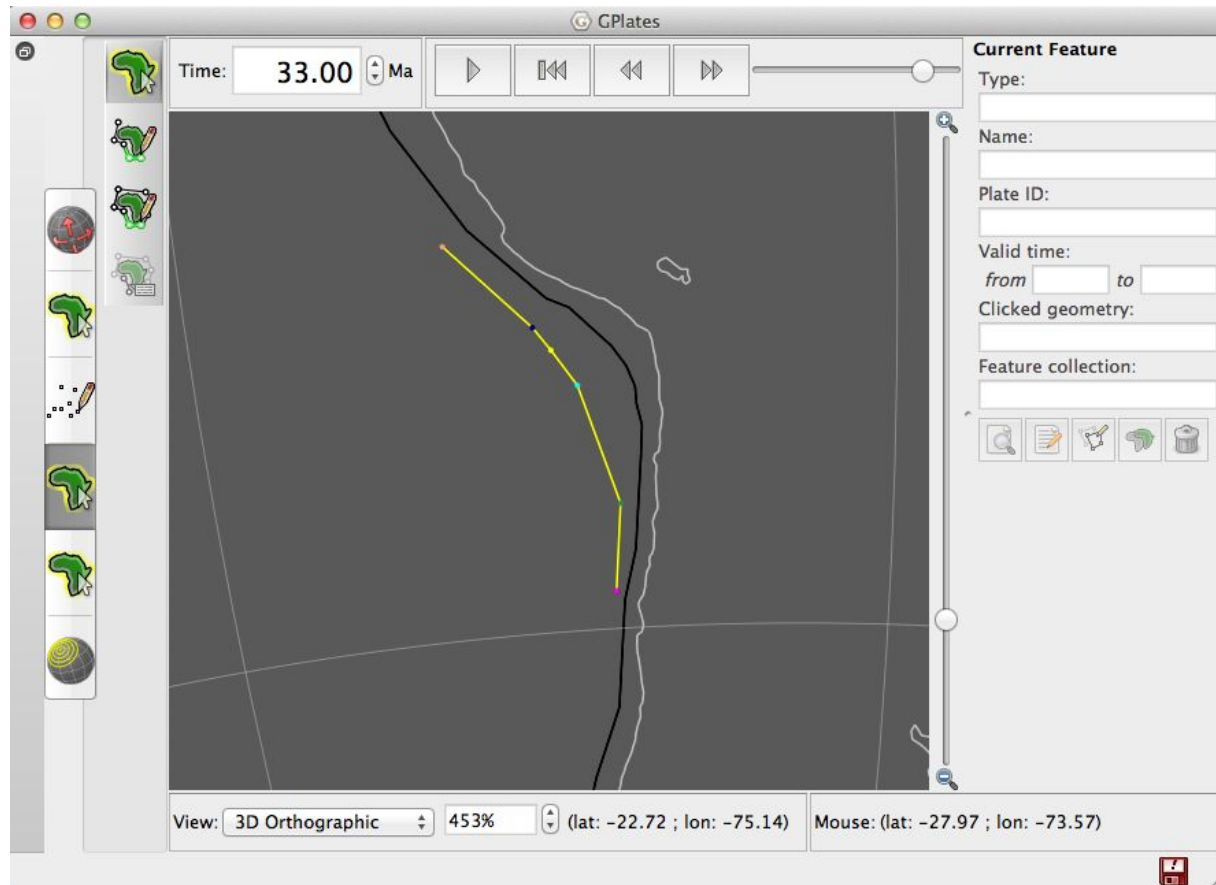 GPlates
Time: 33.00 Ma
Current Feature
Type:
Name:
Plate ID:
Valid time:
from to
Clicked geometry:
Feature collection:
View: 3D Orthographic 453% (lat: -22.72 ; lon: -75.14) Mouse: (lat: -27.97 ; lon: -73.57)